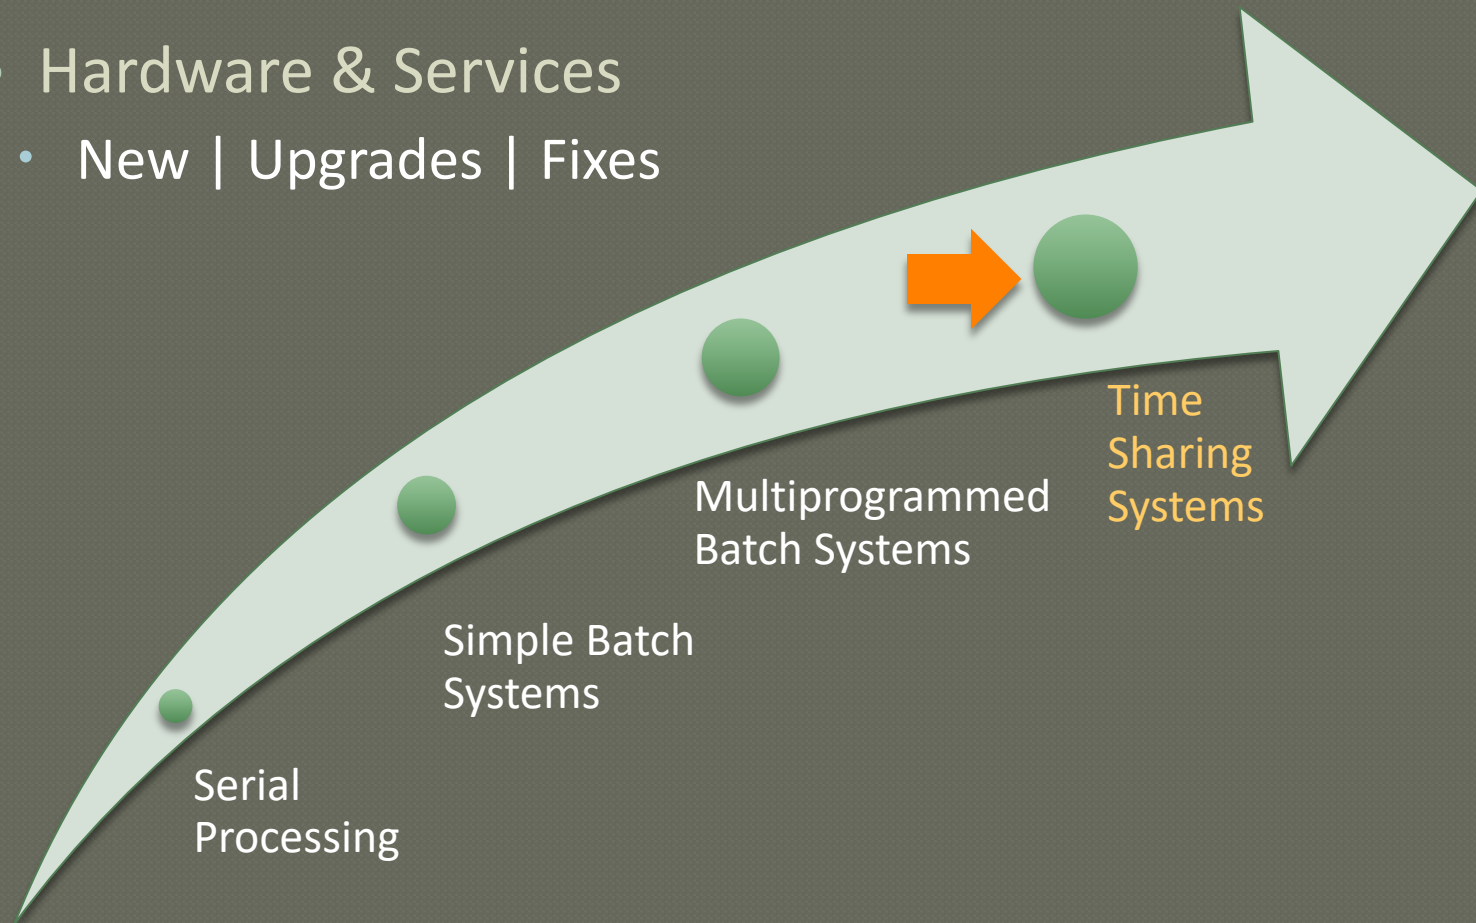 Hardware & Services
New | Upgrades | Fixes
Time
Sharing
Systems
Multiprogrammed
Batch Systems
Simple Batch
Systems
Serial
Processing